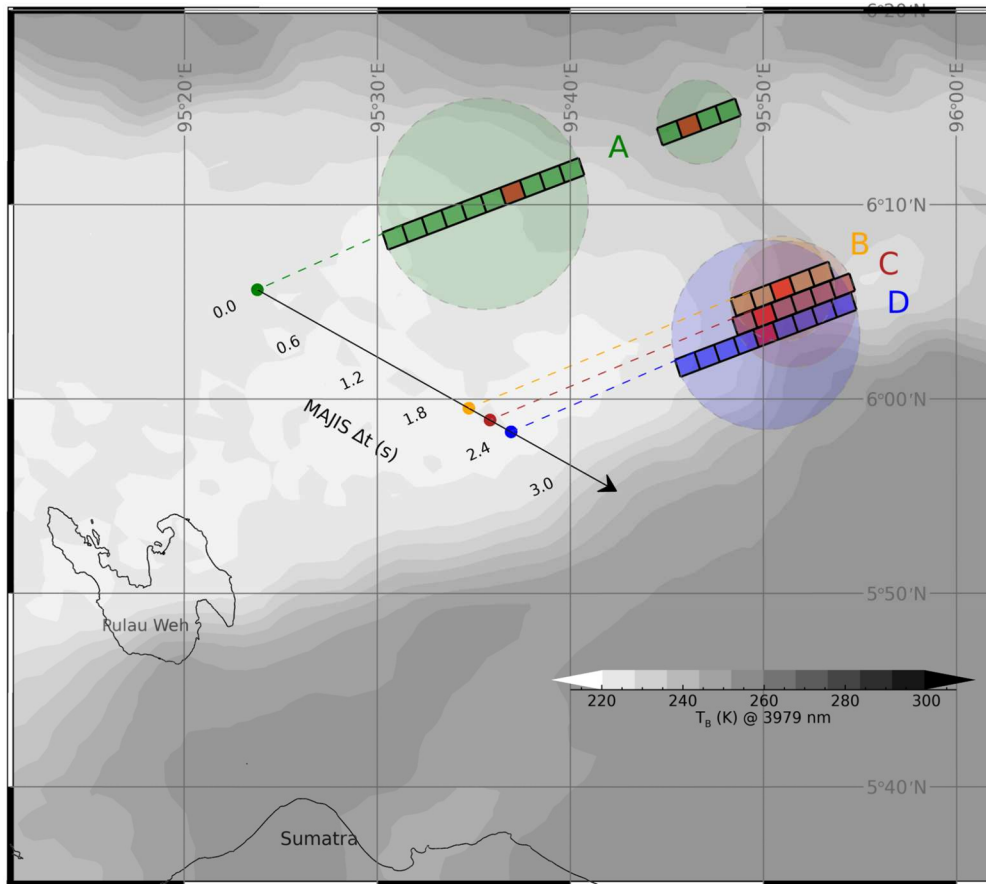 6°20'N
95°20'E
95°30'E
95°40'E
95°50'E
96°00'E
A
6°10'N
B
C
D
0.0
0.6
1.2
1.8
2.4
3.0
MAJIS Δt (s)
6°00'N
5°50'N
Pulau Weh
220 240 260 280 300
T_B (K) @ 3979 nm
5°40'N
Sumatra